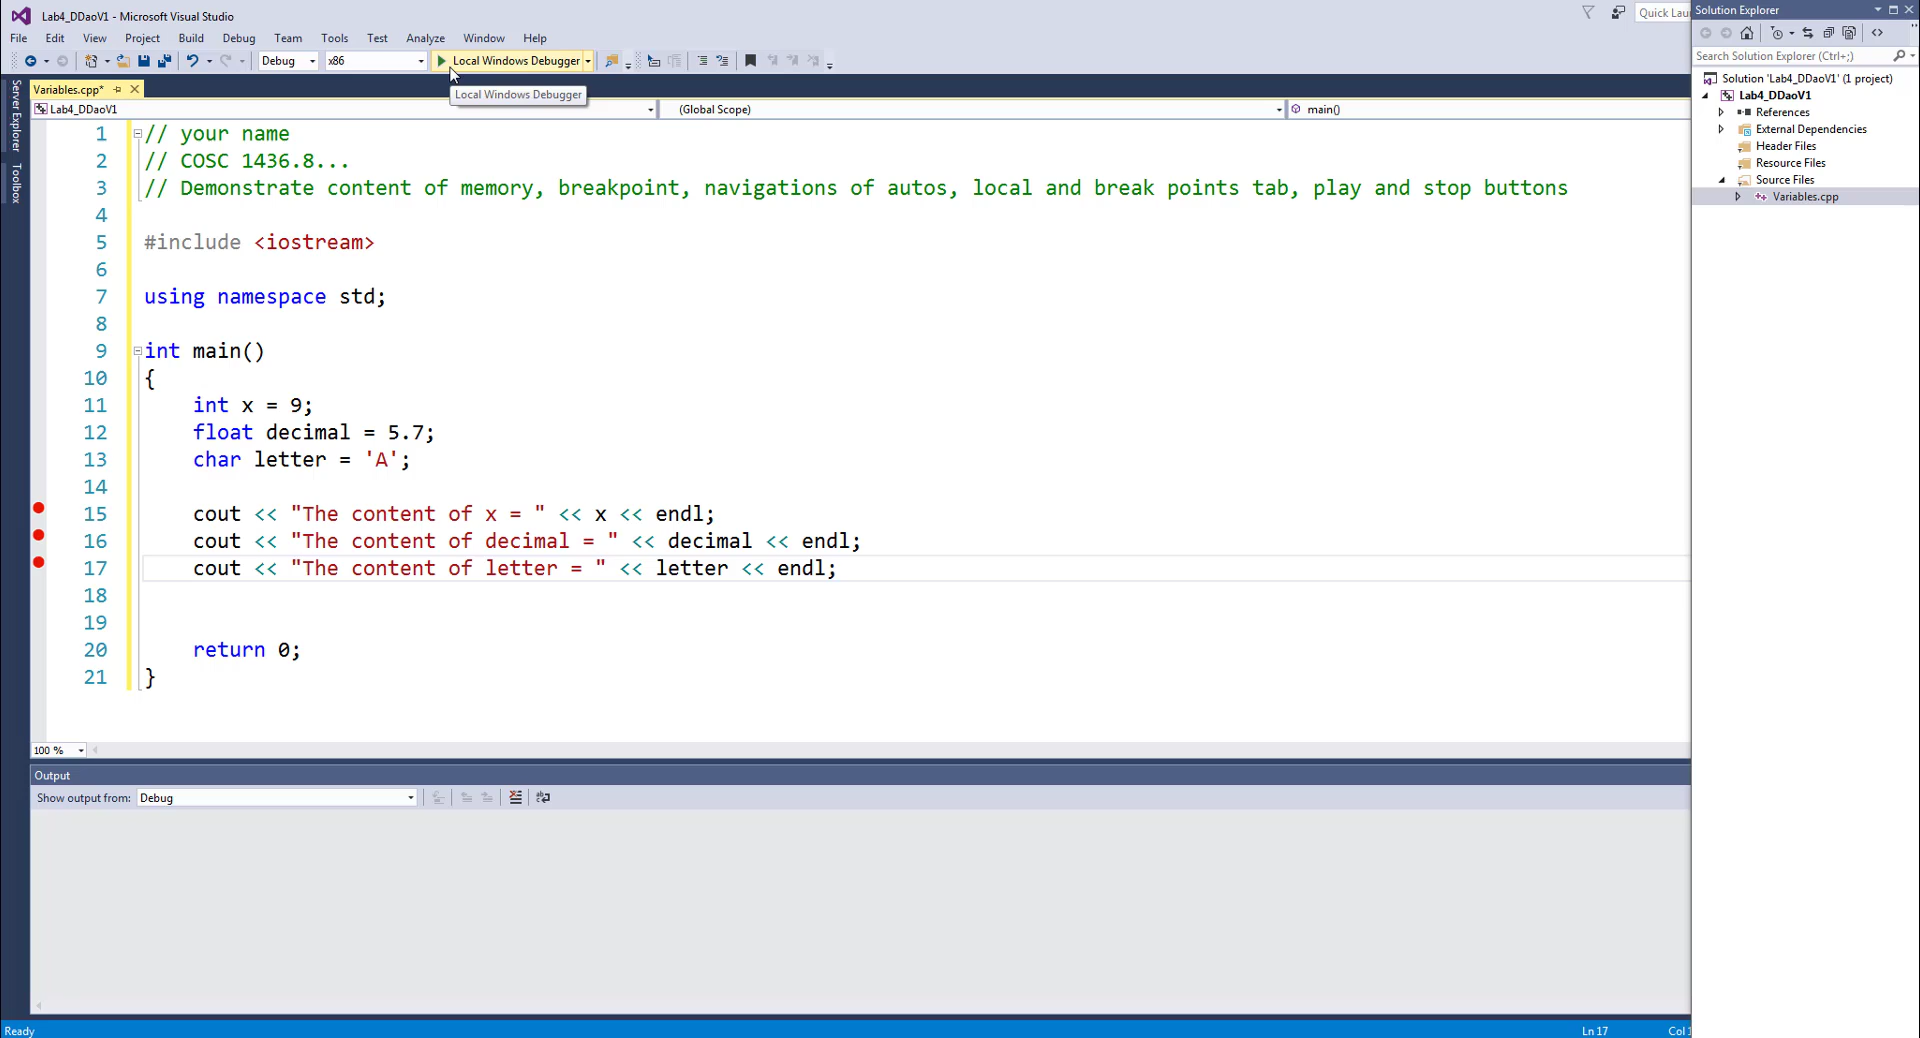 Lab4_DDaoV1 - Microsoft Visual Studio
Quick Lau
File Edit View Project Build Debug Team Tools Test Analyze Window Help
Debug x86 Local Windows Debugger
Local Windows Debugger
Server Explorer
Toolbox
Variables.cpp*
Lab4_DDaoV1 (Global Scope) main()
1 // your name
2 // COSC 1436.8...
3 // Demonstrate content of memory, breakpoint, navigations of autos, local and break points tab, play and stop buttons
4
5 #include <iostream>
6
7 using namespace std;
8
9 int main()
10 {
11 int x = 9;
12 float decimal = 5.7;
13 char letter = 'A';
14
15 cout << "The content of x = " << x << endl;
16 cout << "The content of decimal = " << decimal << endl;
17 cout << "The content of letter = " << letter << endl;
18
19
20 return 0;
21 }
100 %
Output
Show output from: Debug
Ready Ln 17 Col 1
Solution Explorer
Search Solution Explorer (Ctrl+;)
Solution 'Lab4_DDaoV1' (1 project)
Lab4_DDaoV1
References
External Dependencies
Header Files
Resource Files
Source Files
Variables.cpp